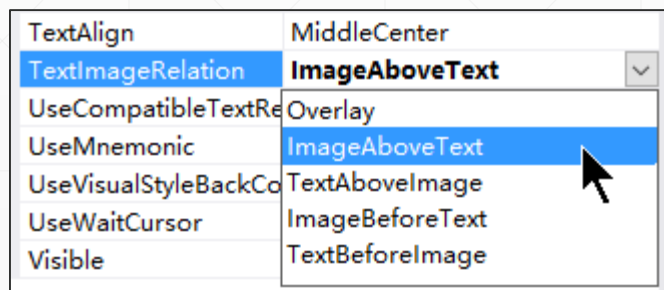 TextAlign MiddleCenter
TextImageRelation ImageAboveText
UseCompatibleTextRe Overlay
UseMnemonic ImageAboveText
UseVisualStyleBackCo TextAboveImage
UseWaitCursor ImageBeforeText
Visible TextBeforeImage